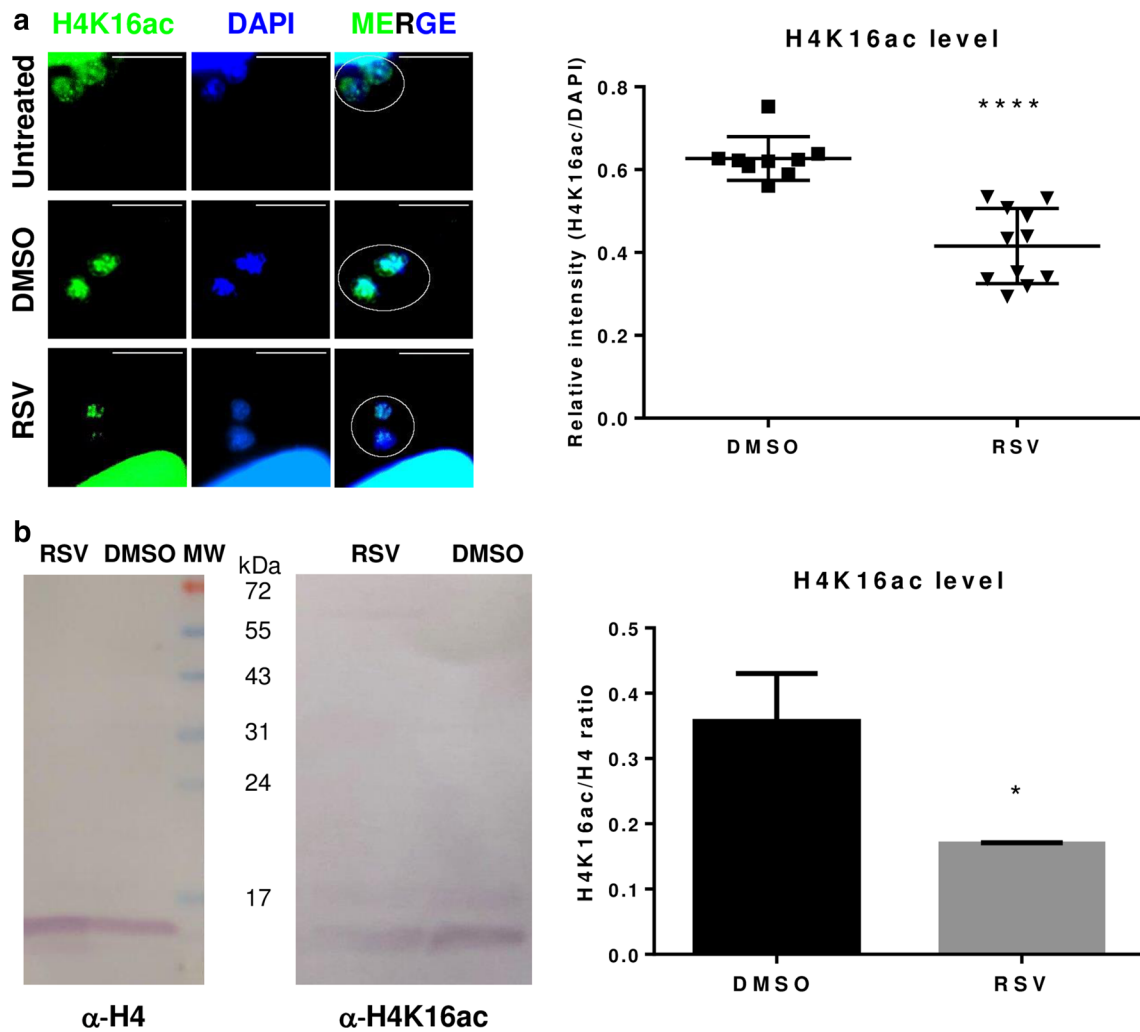 a
H4K16ac DAPI MERGE
Untreated
DMSO
RSV
H4K16ac level
Relative intensity (H4K16ac/DAPI)
0.8
0.6
0.4
0.2
0.0
****
DMSO RSV
b
RSV DMSO MW kDa RSV DMSO
72
55
43
31
24
17
α-H4 α-H4K16ac
H4K16ac level
H4K16ac/H4 ratio
0.5
0.4
0.3
0.2
0.1
0.0
*
DMSO RSV